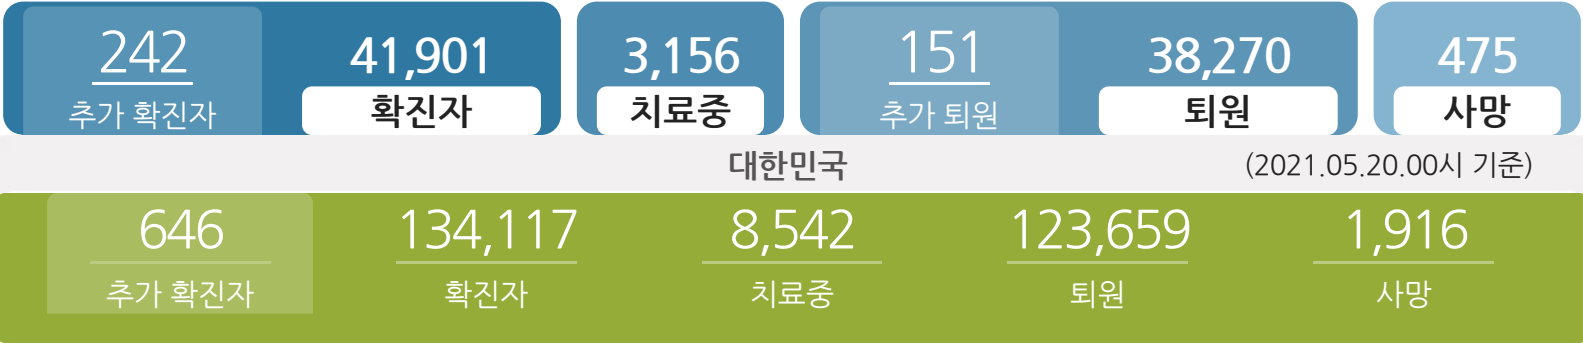 242 41,901 3,156 151 38,270 475
추가 확진자 확진자 치료중 추가 퇴원 퇴원 사망
대한민국 (2021.05.20.00시 기준)
646 134,117 8,542 123,659 1,916
추가 확진자 확진자 치료중 퇴원 사망